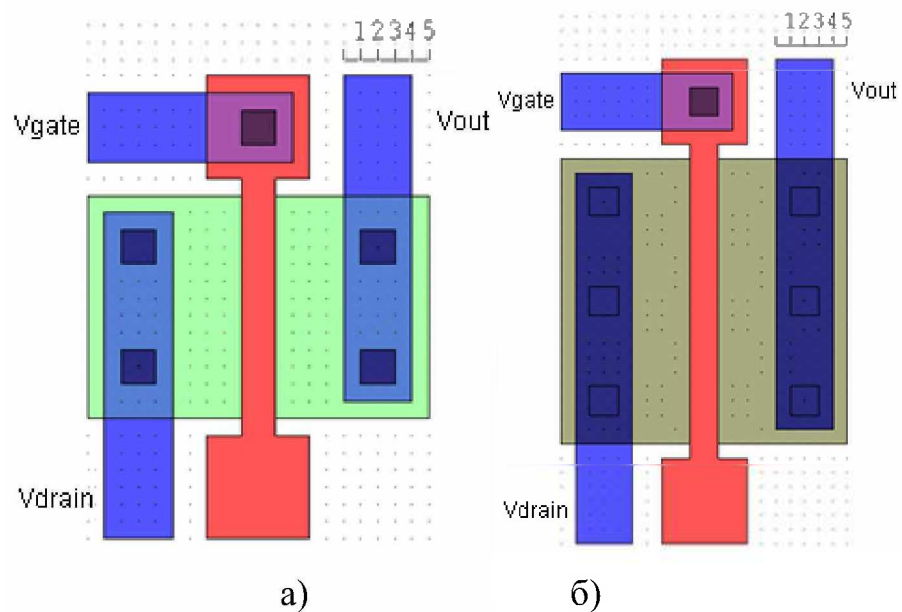 12345
Vgate
Vout
Vdrain
а)
12345
Vgate
Vout
Vdrain
б)